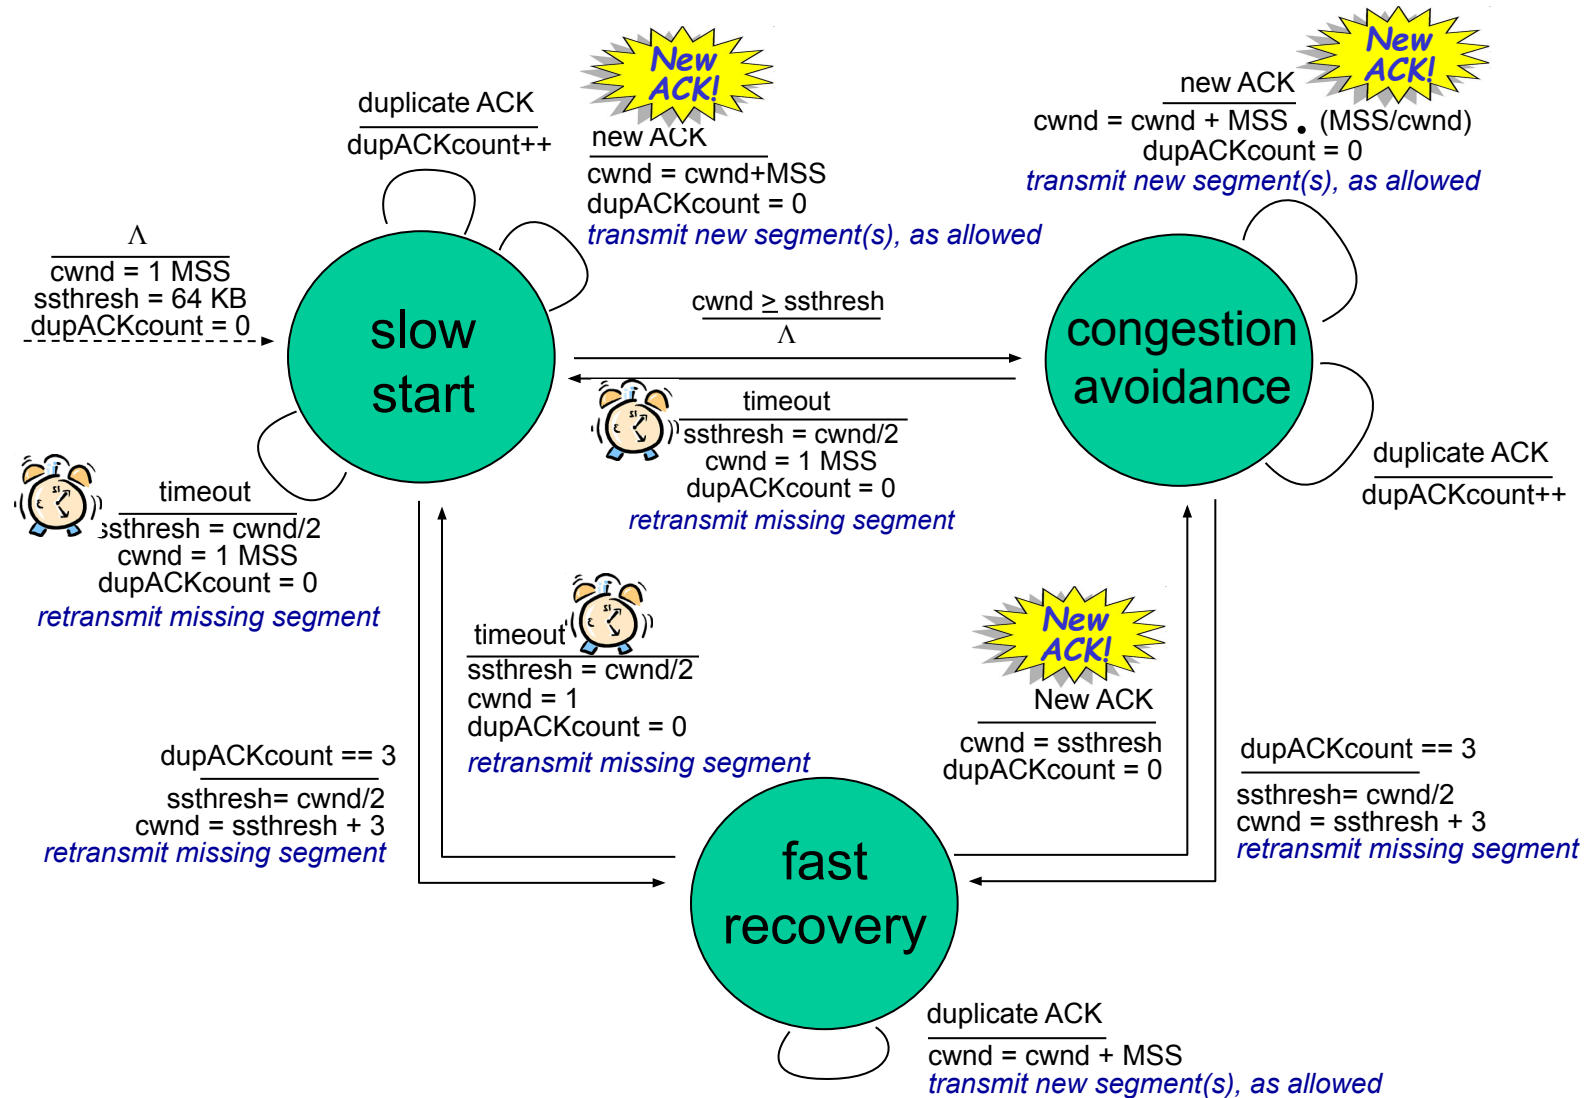 New
ACK!
duplicate ACK
dupACKcount++
new ACK
cwnd = cwnd+MSS
dupACKcount = 0
transmit new segment(s), as allowed
New
ACK!
new ACK
cwnd = cwnd + MSS • (MSS/cwnd)
dupACKcount = 0
transmit new segment(s), as allowed
Λ
cwnd = 1 MSS
ssthresh = 64 KB
dupACKcount = 0
slow
start
cwnd ≥ ssthresh
Λ
congestion
avoidance
timeout
ssthresh = cwnd/2
cwnd = 1 MSS
dupACKcount = 0
retransmit missing segment
duplicate ACK
dupACKcount++
timeout
ssthresh = cwnd/2
cwnd = 1 MSS
dupACKcount = 0
retransmit missing segment
timeout
ssthresh = cwnd/2
cwnd = 1
dupACKcount = 0
retransmit missing segment
New
ACK!
New ACK
cwnd = ssthresh
dupACKcount = 0
dupACKcount == 3
ssthresh= cwnd/2
cwnd = ssthresh + 3
retransmit missing segment
dupACKcount == 3
ssthresh= cwnd/2
cwnd = ssthresh + 3
retransmit missing segment
fast
recovery
duplicate ACK
cwnd = cwnd + MSS
transmit new segment(s), as allowed